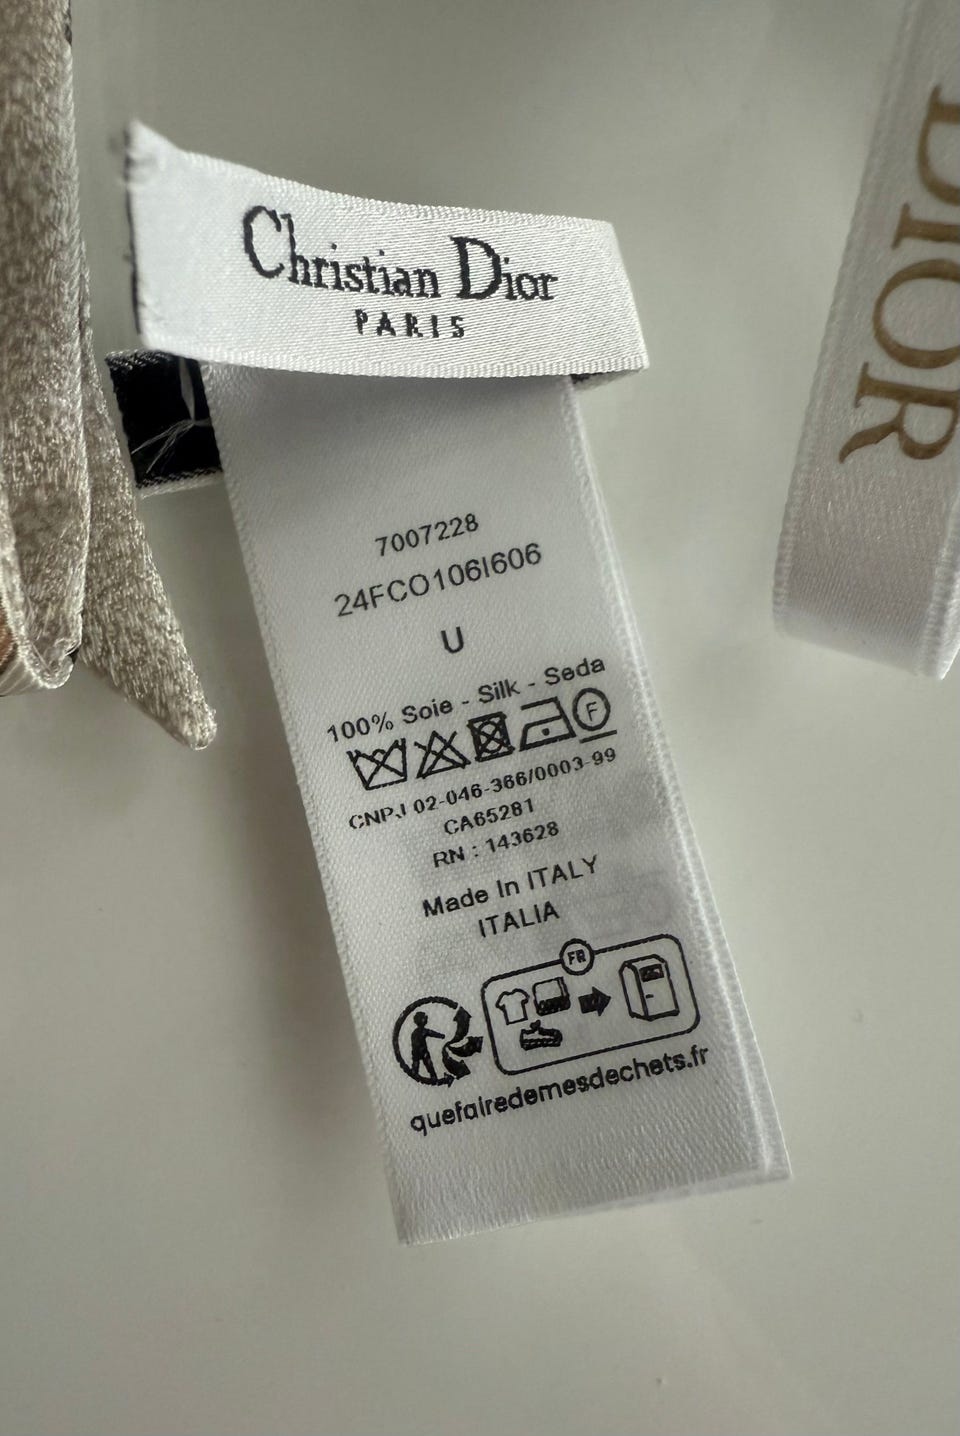 Christian Dior
PARIS
DIOR
7007228
24FCO106I606
U
100% Soie - Silk - Seda
F
CNPJ 02-046-366/0003-99
CA65281
RN : 143628
Made In ITALY
ITALIA
FR
quefairedemesdechets.fr